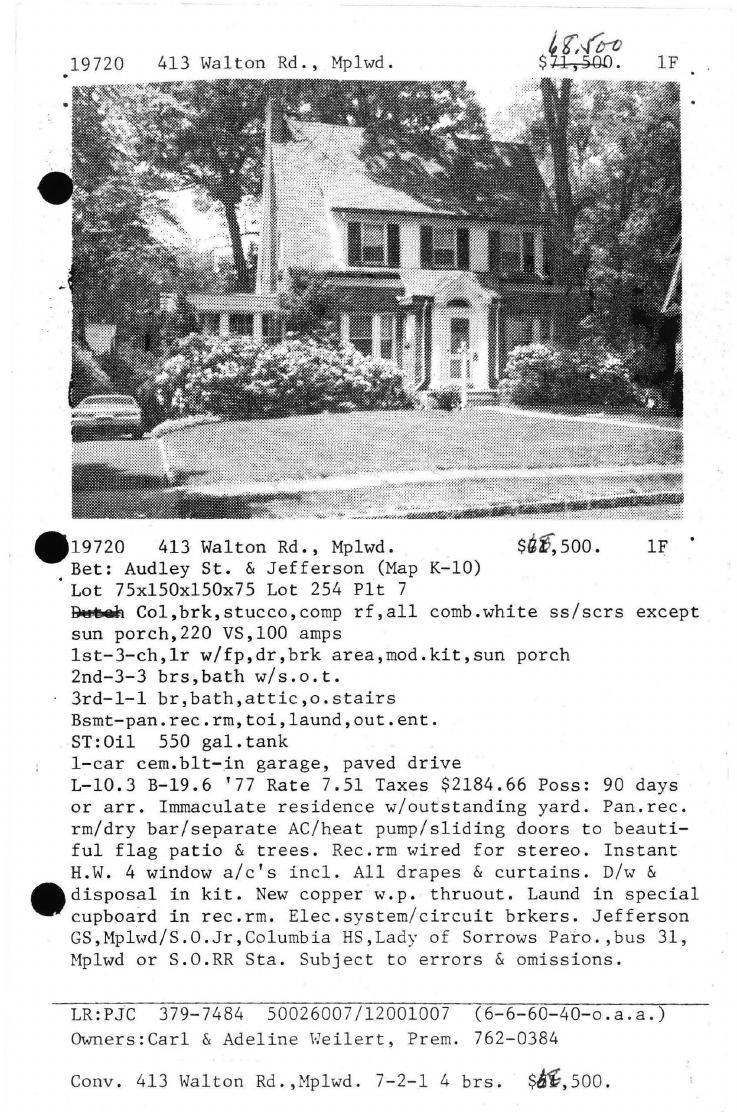 68,500
19720 413 Walton Rd., Mplwd. $71,500. 1F
19720 413 Walton Rd., Mplwd. $68,500. 1F
Bet: Audley St. & Jefferson (Map K-10)
Lot 75x150x150x75 Lot 254 Plt 7
Dutch Col,brk,stucco,comp rf,all comb.white ss/scrs except
sun porch,220 VS,100 amps
1st-3-ch,lr w/fp,dr,brk area,mod.kit,sun porch
2nd-3-3 brs,bath w/s.o.t.
3rd-1-1 br,bath,attic,o.stairs
Bsmt-pan.rec.rm,toi,laund,out.ent.
ST:Oil 550 gal.tank
1-car cem.blt-in garage, paved drive
L-10.3 B-19.6 '77 Rate 7.51 Taxes $2184.66 Poss: 90 days
or arr. Immaculate residence w/outstanding yard. Pan.rec.
rm/dry bar/separate AC/heat pump/sliding doors to beauti-
ful flag patio & trees. Rec.rm wired for stereo. Instant
H.W. 4 window a/c's incl. All drapes & curtains. D/w &
disposal in kit. New copper w.p. thruout. Laund in special
cupboard in rec.rm. Elec.system/circuit brkers. Jefferson
GS,Mplwd/S.O.Jr,Columbia HS,Lady of Sorrows Paro.,bus 31,
Mplwd or S.O.RR Sta. Subject to errors & omissions.
LR:PJC 379-7484 50026007/12001007 (6-6-60-40-o.a.a.)
Owners:Carl & Adeline Weilert, Prem. 762-0384
Conv. 413 Walton Rd.,Mplwd. 7-2-1 4 brs. $68,500.